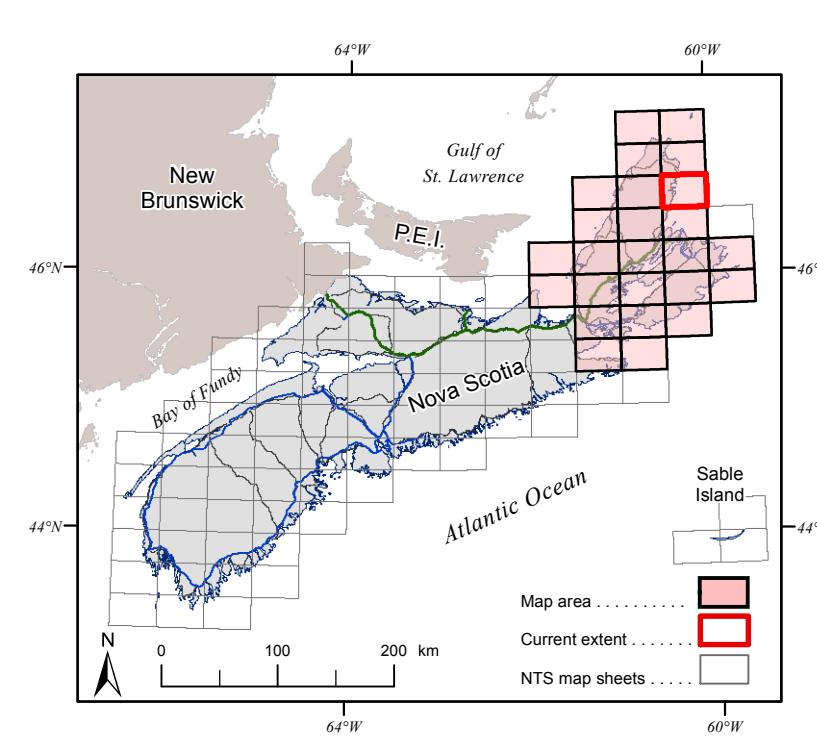 64°W 60°W
Gulf of
St. Lawrence
New
Brunswick
P.E.I.
46°N
46°
Nova Scotia
Bay of Fundy
Sable
Island
Atlantic Ocean
44°N
44°
Map area . . . . . . . . . .
Current extent . . . . . . .
NTS map sheets . . . . .
N
0 100 200 km
64°W 60°W